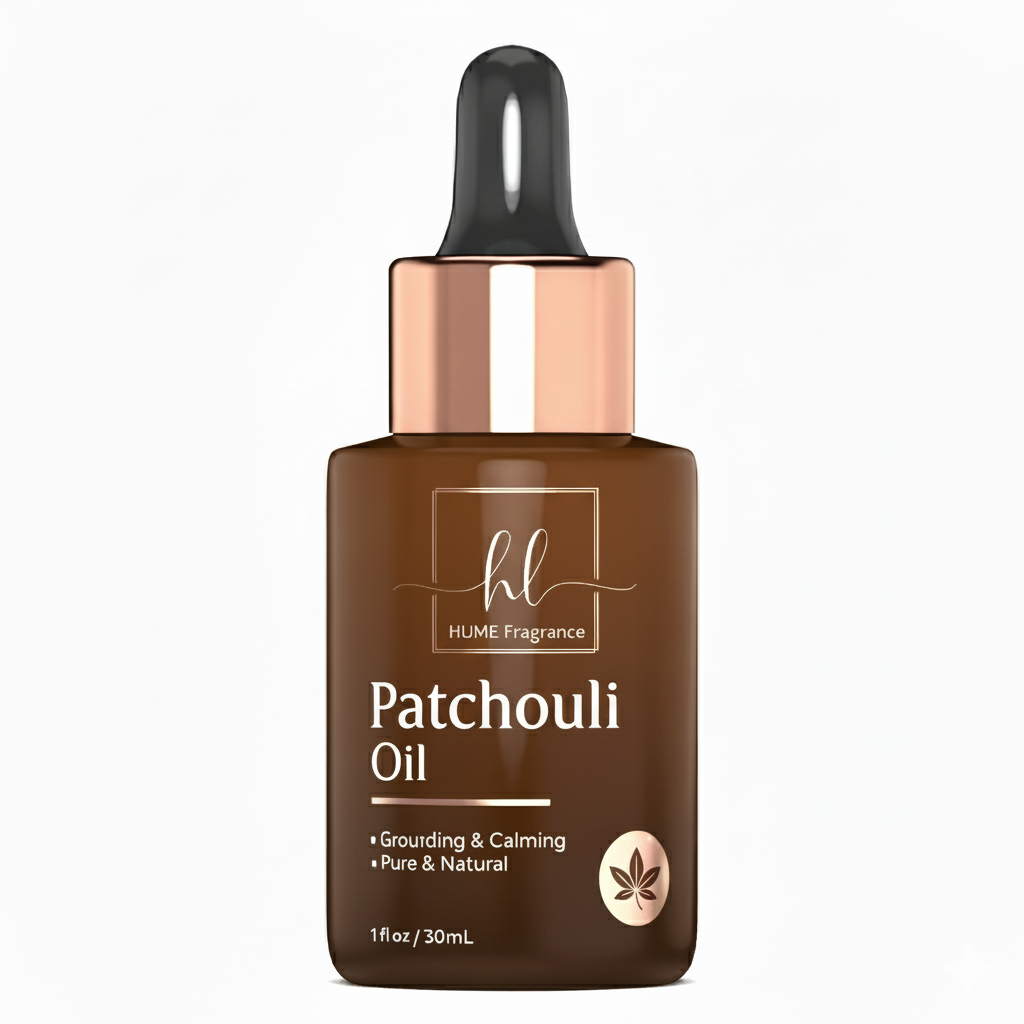 hl
HUME Fragrance
Patchouli
Oil
• Grourding & Calming
• Pure & Natural
1 fl oz / 30mL